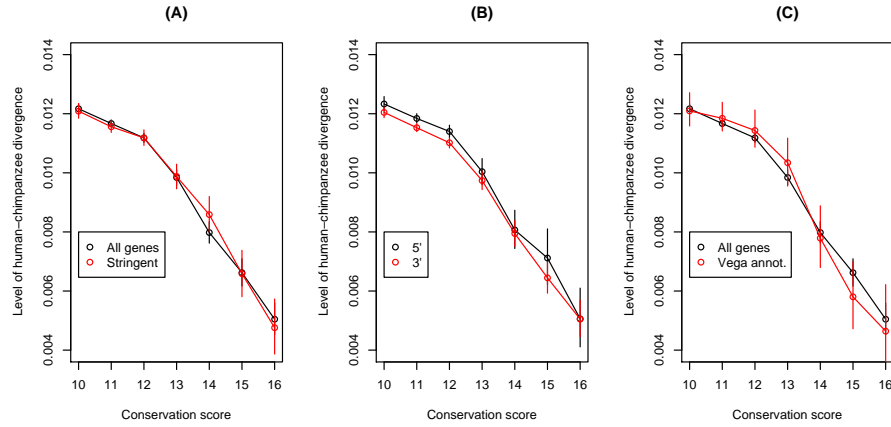 (A)
Level of human−chimpanzee divergence
0.014
0.012
0.010
0.008
0.006
0.004
All genes
Stringent
10 11 12 13 14 15 16
Conservation score
(B)
Level of human−chimpanzee divergence
0.014
0.012
0.010
0.008
0.006
0.004
5'
3'
10 11 12 13 14 15 16
Conservation score
(C)
Level of human−chimpanzee divergence
0.014
0.012
0.010
0.008
0.006
0.004
All genes
Vega annot.
10 11 12 13 14 15 16
Conservation score